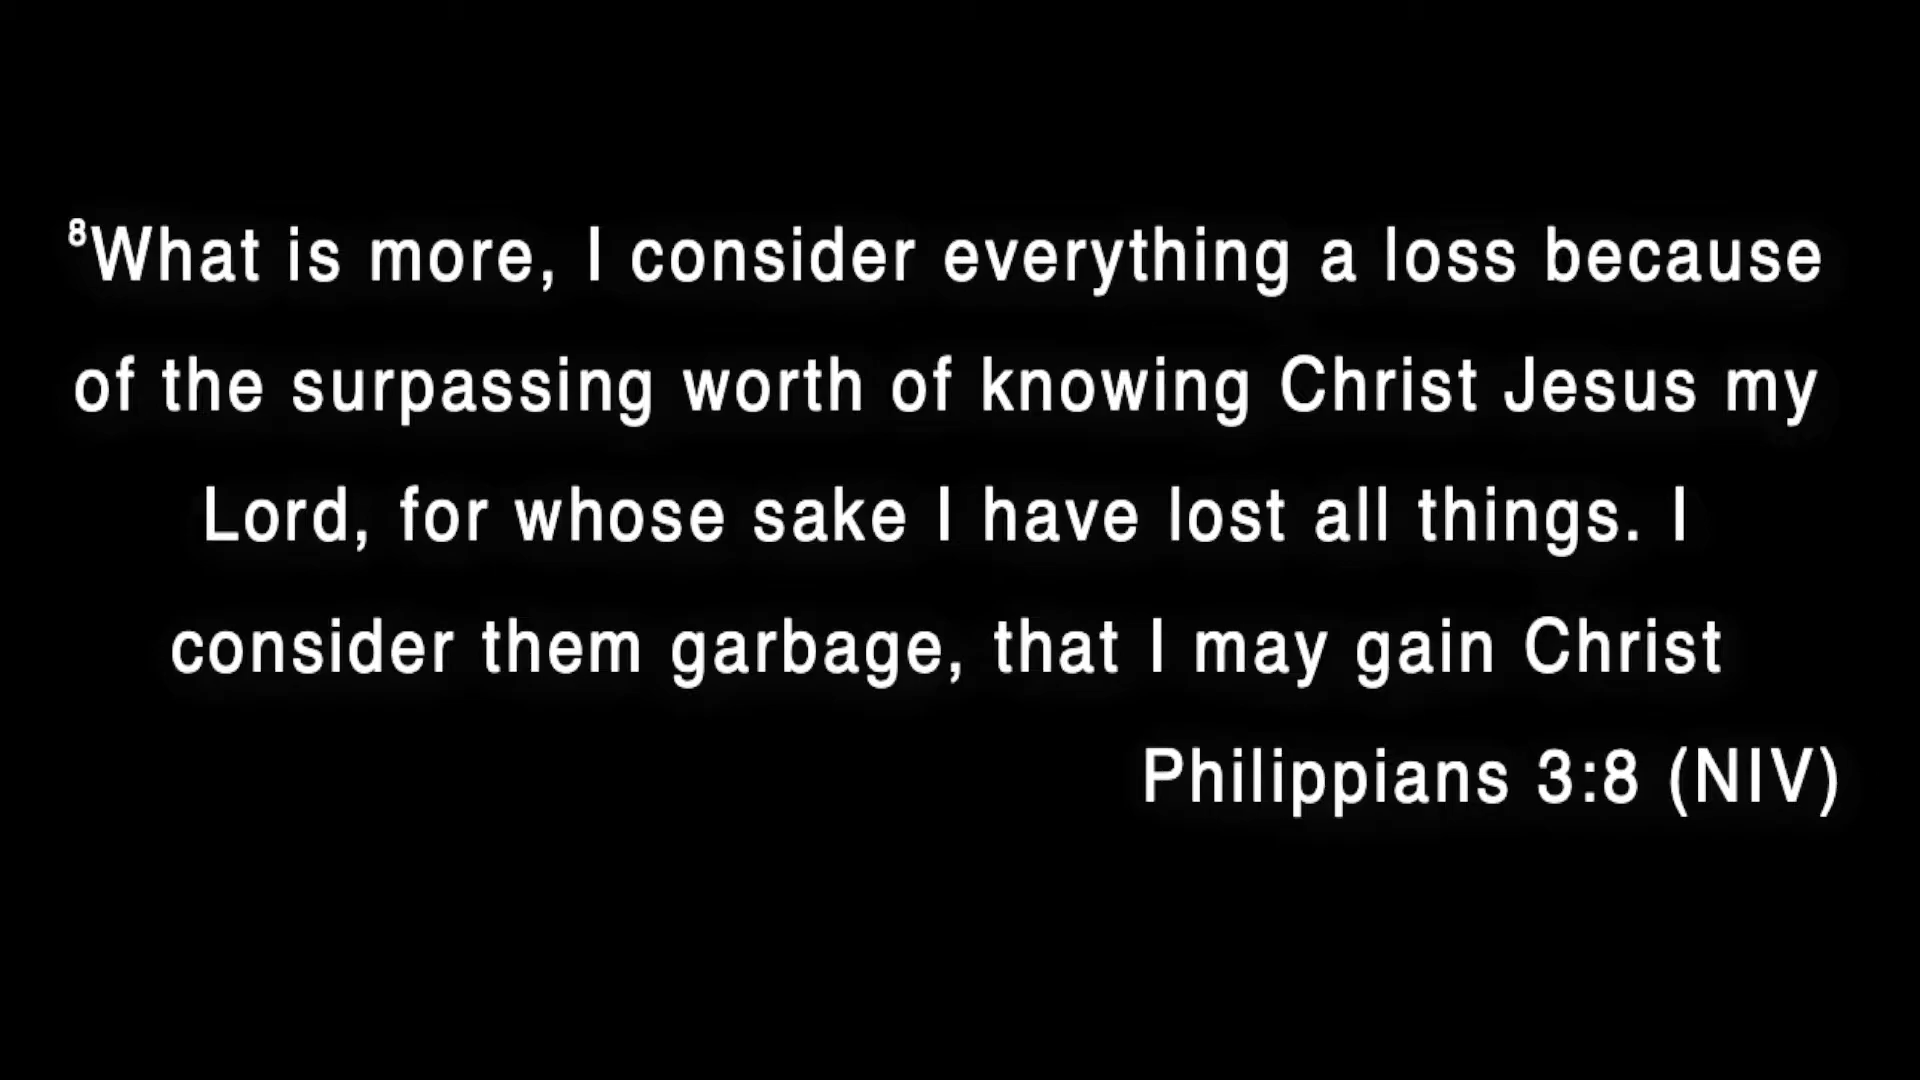 ⁸What is more, I consider everything a loss because
of the surpassing worth of knowing Christ Jesus my
Lord, for whose sake I have lost all things. I
consider them garbage, that I may gain Christ
Philippians 3:8 (NIV)